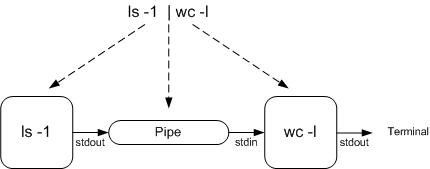 ls -1 | wc -l
ls -1
stdout
Pipe
stdin
wc -l
stdout
Terminal